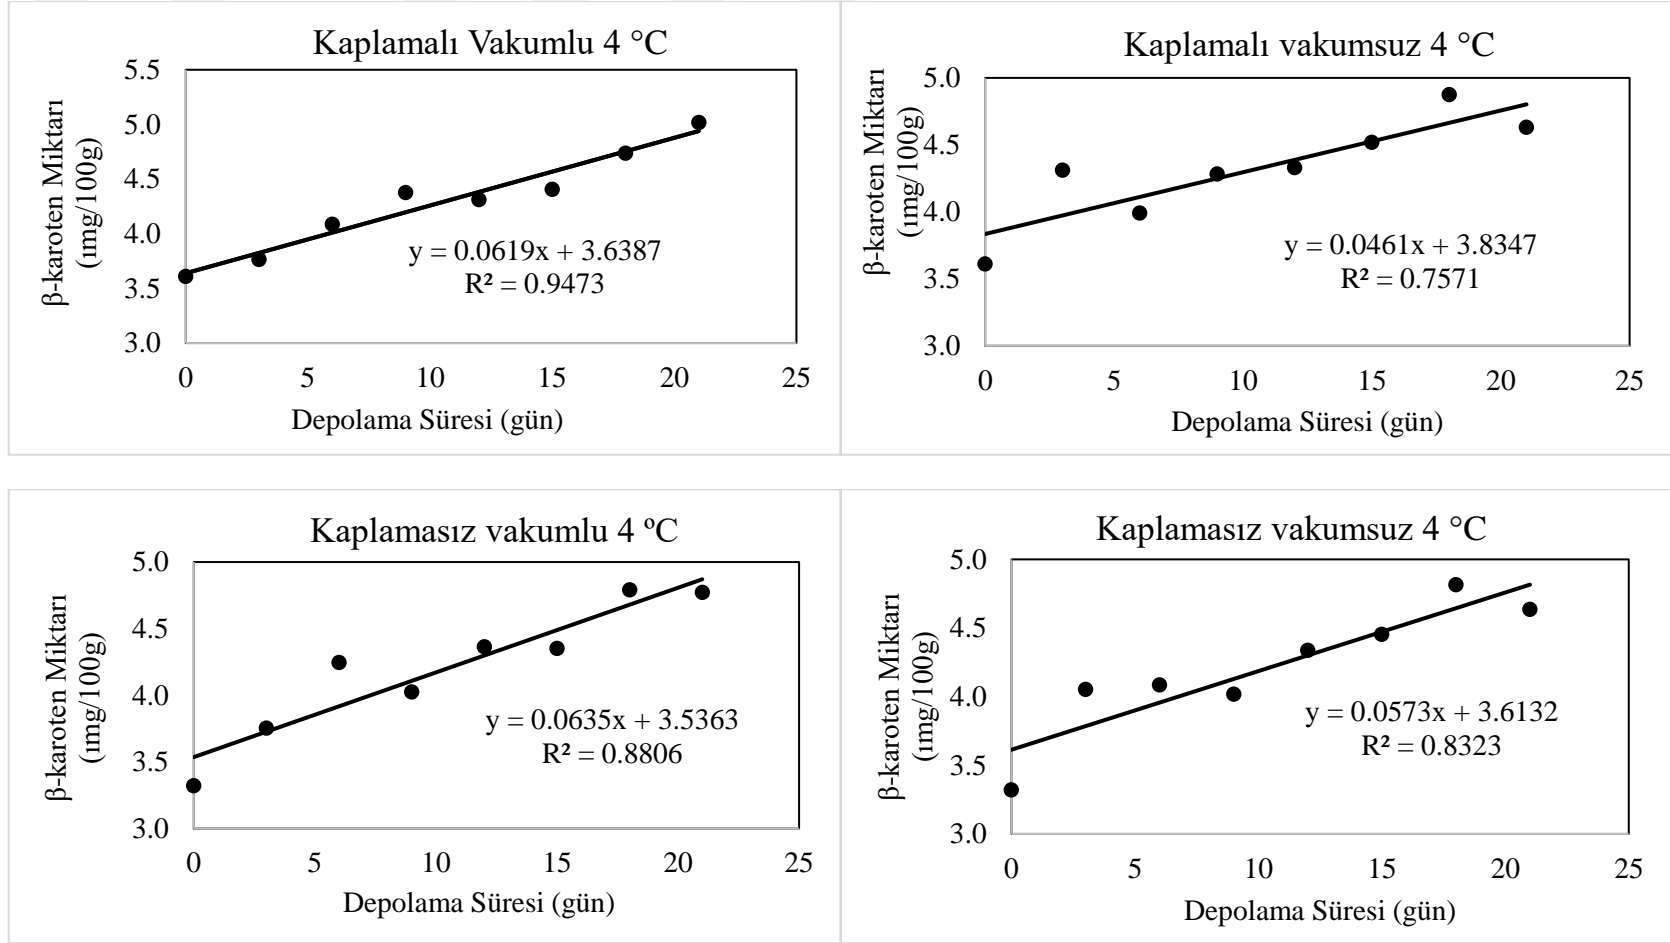 Kaplamalı Vakumlu 4 °C
β-karoten Miktarı
(ımg/100g)
5.5
5.0
4.5
4.0
3.5
3.0
y = 0.0619x + 3.6387
R² = 0.9473
0 5 10 15 20 25
Depolama Süresi (gün)
Kaplamalı vakumsuz 4 °C
β-karoten Miktarı
(ımg/100g)
5.0
4.5
4.0
3.5
3.0
y = 0.0461x + 3.8347
R² = 0.7571
0 5 10 15 20 25
Depolama Süresi (gün)
Kaplamasız vakumlu 4 ºC
β-karoten Miktarı
(ımg/100g)
5.0
4.5
4.0
3.5
3.0
y = 0.0635x + 3.5363
R² = 0.8806
0 5 10 15 20 25
Depolama Süresi (gün)
Kaplamasız vakumsuz 4 °C
β-karoten Miktarı
(ımg/100g)
5.0
4.5
4.0
3.5
3.0
y = 0.0573x + 3.6132
R² = 0.8323
0 5 10 15 20 25
Depolama Süresi (gün)